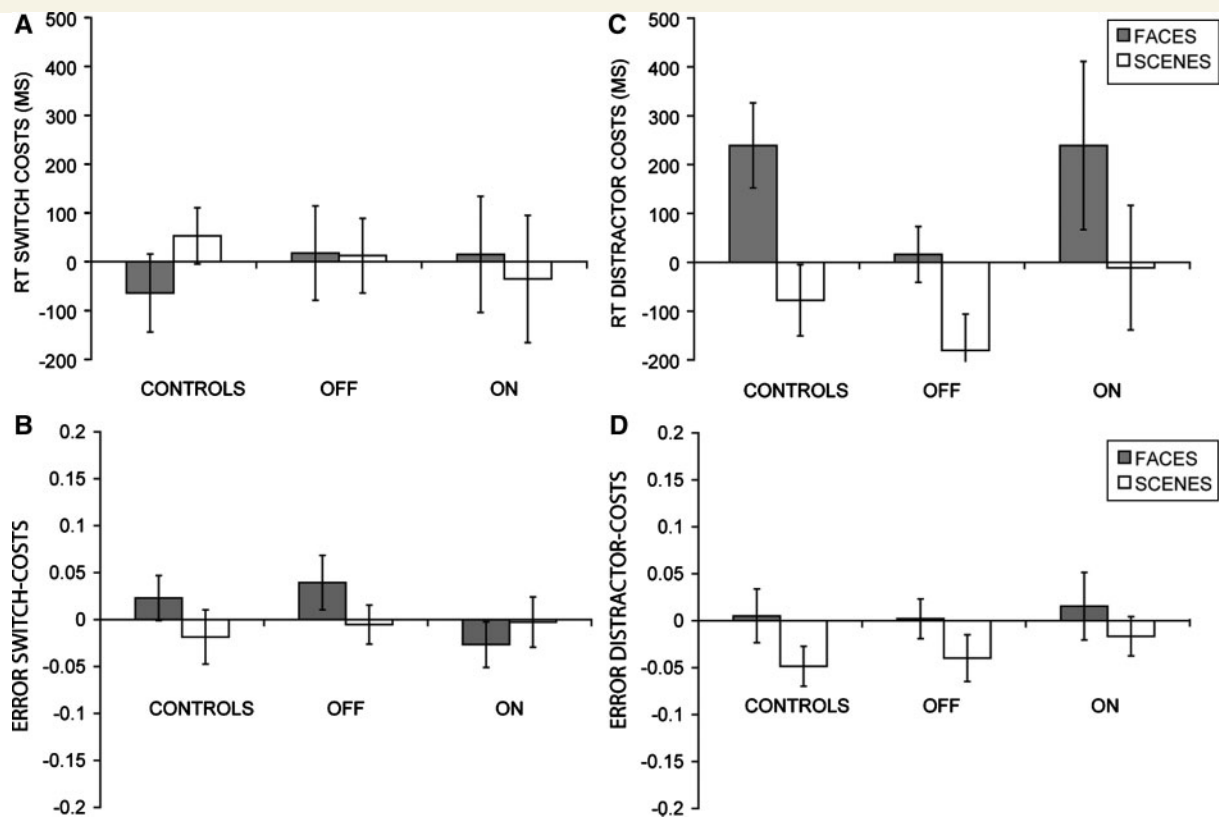 A
RT SWITCH COSTS (MS)
500
400
300
200
100
0
-100
-200
CONTROLS OFF ON
C
RT DISTRACTOR COSTS (MS)
500
400
300
200
100
0
-100
-200
FACES
SCENES
CONTROLS OFF ON
B
ERROR SWITCH-COSTS
0.2
0.15
0.1
0.05
0
-0.05
-0.1
-0.15
-0.2
CONTROLS OFF ON
D
ERROR DISTRACTOR-COSTS
0.2
0.15
0.1
0.05
0
-0.05
-0.1
-0.15
-0.2
FACES
SCENES
CONTROLS OFF ON